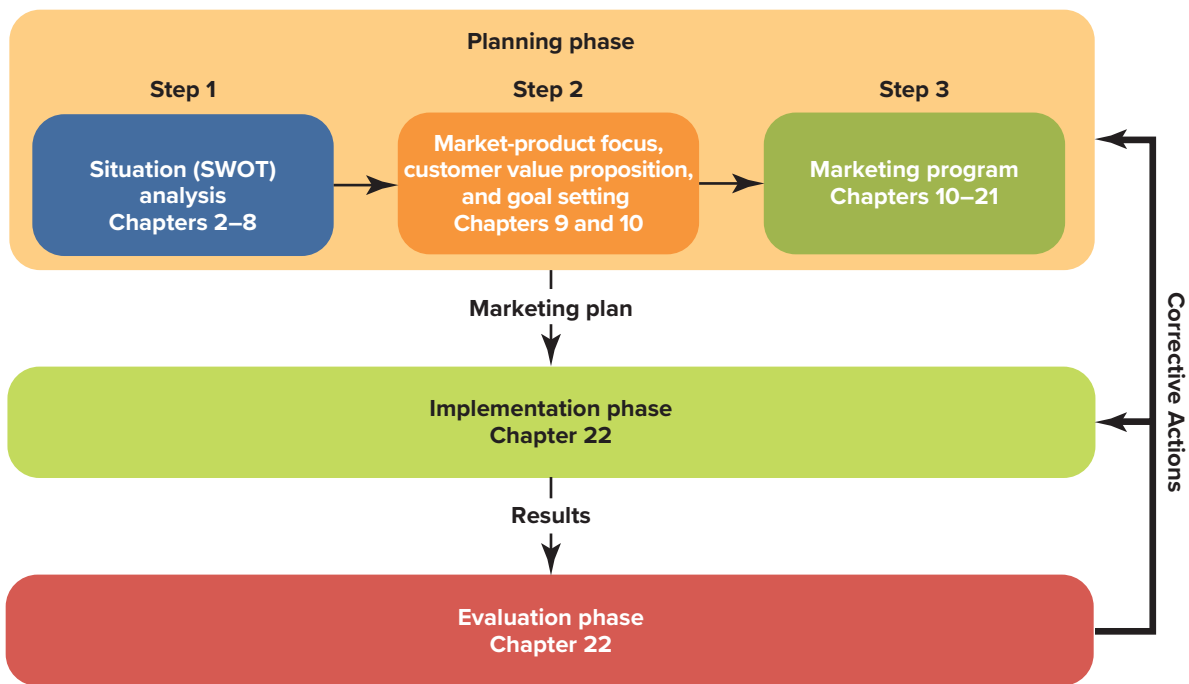 Planning phase
Step 1
Step 2
Step 3
Situation (SWOT)
analysis
Chapters 2–8
Market-product focus,
customer value proposition,
and goal setting
Chapters 9 and 10
Marketing program
Chapters 10–21
Marketing plan
Implementation phase
Chapter 22
Results
Evaluation phase
Chapter 22
Corrective Actions